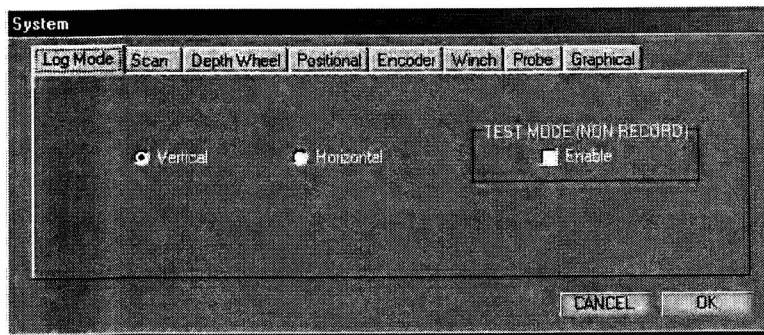 System
Log Mode Scan Depth Wheel Positional Encoder Winch Probe Graphical
TEST MODE (NON RECORD)
Vertical Horizontal Enable
CANCEL OK